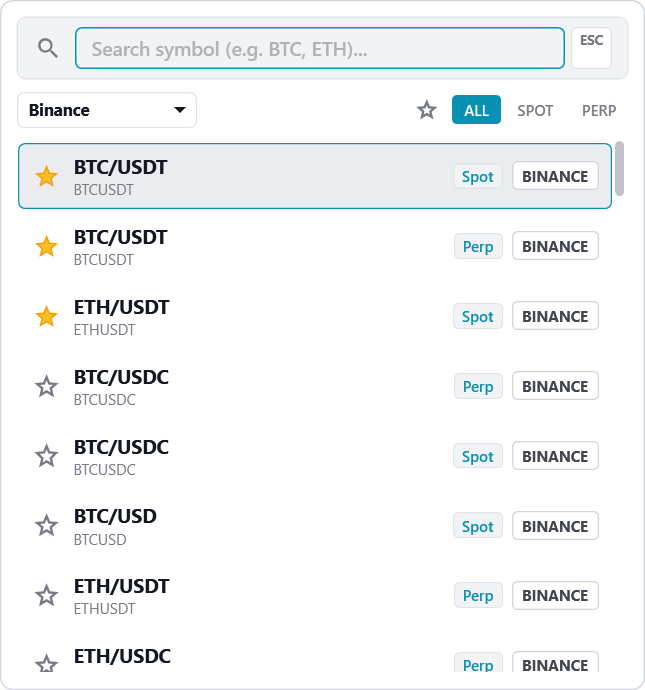 Search symbol (e.g. BTC, ETH)...
ESC
Binance
ALL
SPOT
PERP
BTC/USDT
BTCUSDT
Spot
BINANCE
BTC/USDT
BTCUSDT
Perp
BINANCE
ETH/USDT
ETHUSDT
Spot
BINANCE
BTC/USDC
BTCUSDC
Perp
BINANCE
BTC/USDC
BTCUSDC
Spot
BINANCE
BTC/USD
BTCUSD
Spot
BINANCE
ETH/USDT
ETHUSDT
Perp
BINANCE
ETH/USDC
Perp
BINANCE